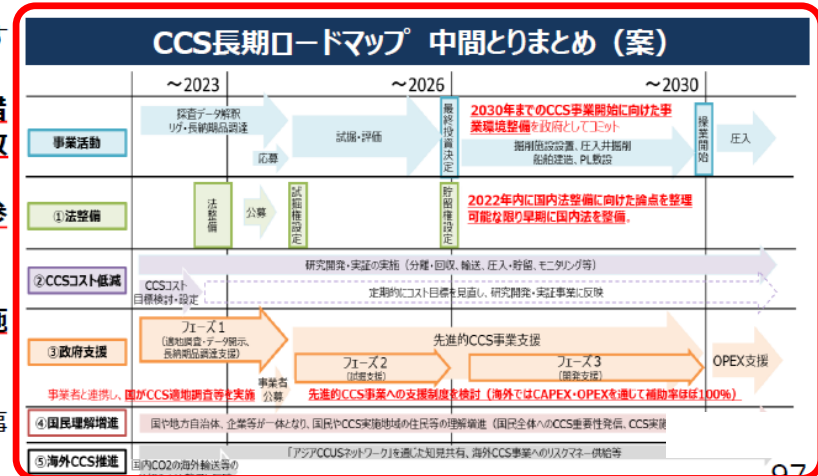 CCS長期ロードマップ 中間とりまとめ（案）
～2023
～2026
～2030
事業活動
探査データ解釈
リグ・長納期品調達
応募
試掘・評価
最終投資決定
2030年までのCCS事業開始に向けた事
業環境整備を政府としてコミット
掘削施設設置、圧入井掘削
船舶建造、PL敷設
操業開始
圧入
①法整備
法整備
公募
試掘権設定
貯留権設定
2022年内に国内法整備に向けた論点を整理
可能な限り早期に国内法を整備。
②CCSコスト低減
研究開発・実証の実施（分離・回収、輸送、圧入・貯留、モニタリング等）
CCSコスト
目標検討・設定
定期的にコスト目標を見直し、研究開発・実証事業に反映
③政府支援
フェーズ1
（適地調査・データ開示、
長納期品調達支援）
先進的CCS事業支援
フェーズ2
（試掘支援）
フェーズ3
（開発支援）
OPEX支援
事業者と連携し、国がCCS適地調査等を実施
事業者
公募
先進的CCS事業への支援制度を検討（海外ではCAPEX・OPEXを通して補助率ほぼ100%）
④国民理解増進
国や地方自治体、企業等が一体となり、国民やCCS実施地域の住民等の理解増進（国民全体へのCCS重要性発信、CCS実施
⑤海外CCS推進
「アジアCCUSネットワーク」を通じた知見共有、海外CCS事業へのリスクマネー供給等
国内CO2の海外輸送等の
97